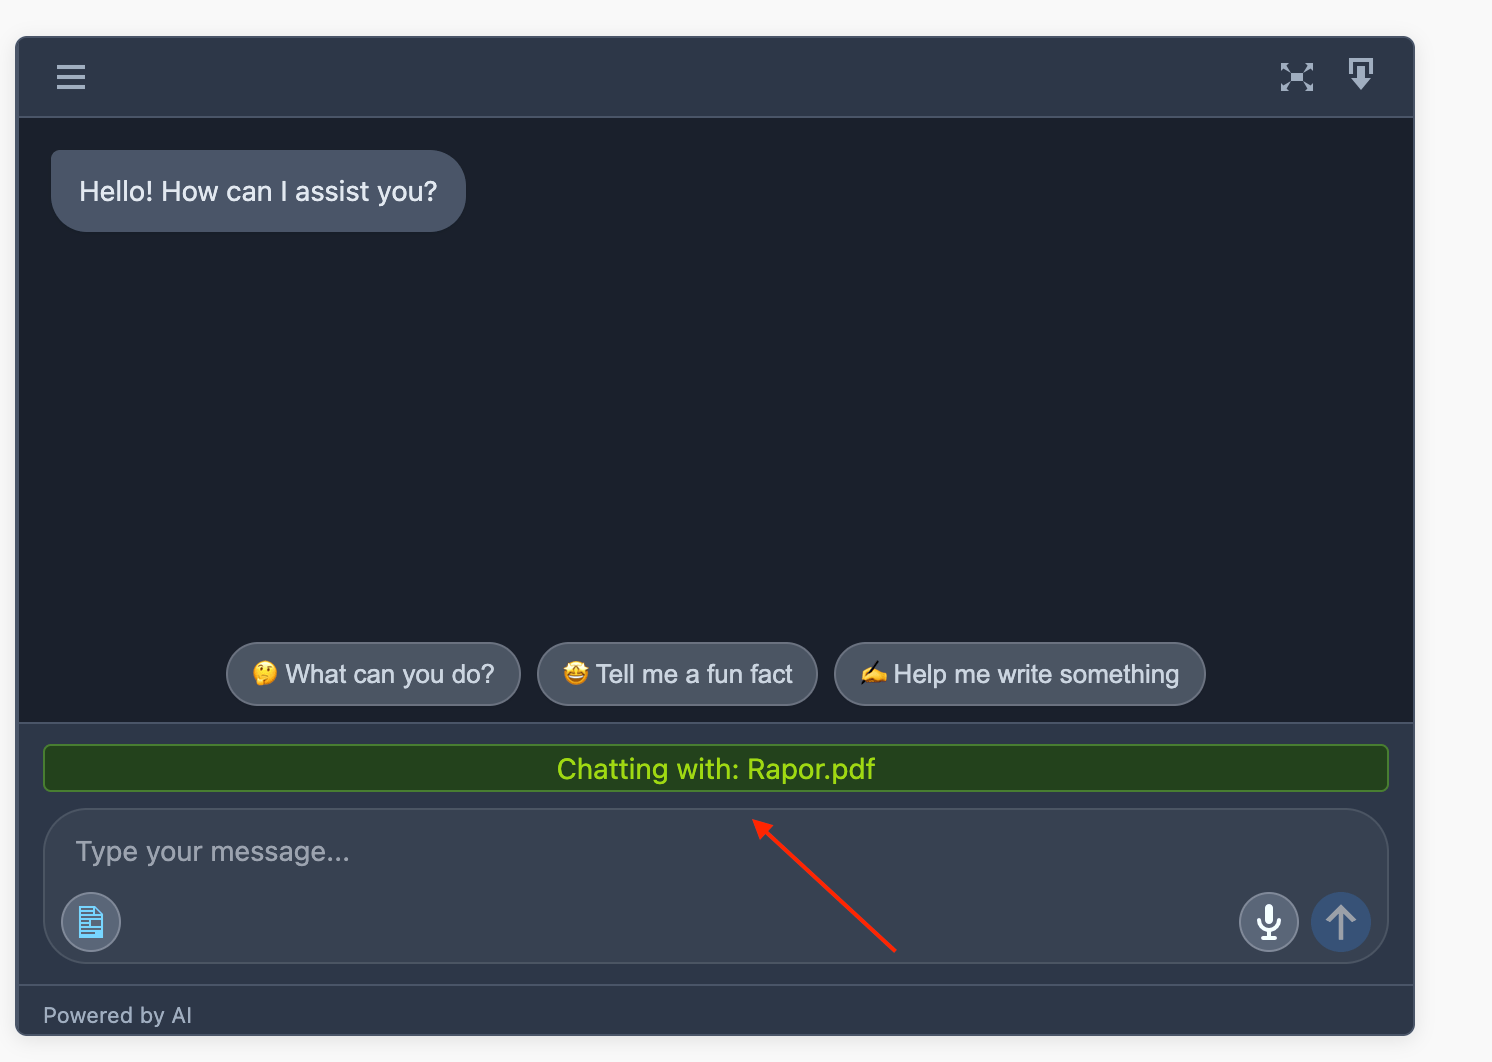 Hello! How can I assist you?
🤔 What can you do?
🤩 Tell me a fun fact
✍️ Help me write something
Chatting with: Rapor.pdf
Type your message...
Powered by AI